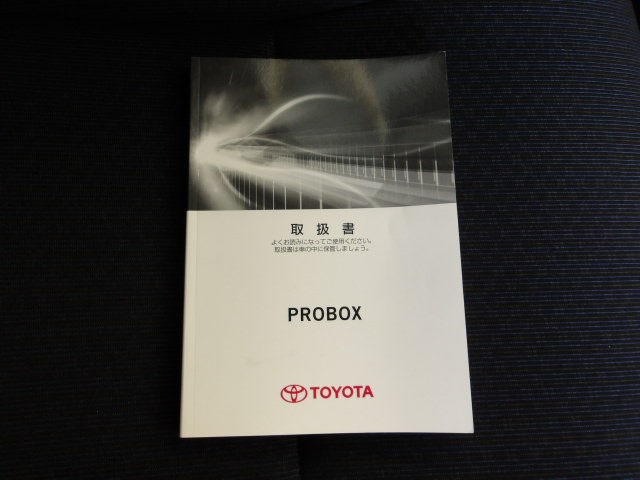 取扱書
よくお読みになってご使用ください。
取扱書は車の中に保管しましょう。
PROBOX
TOYOTA